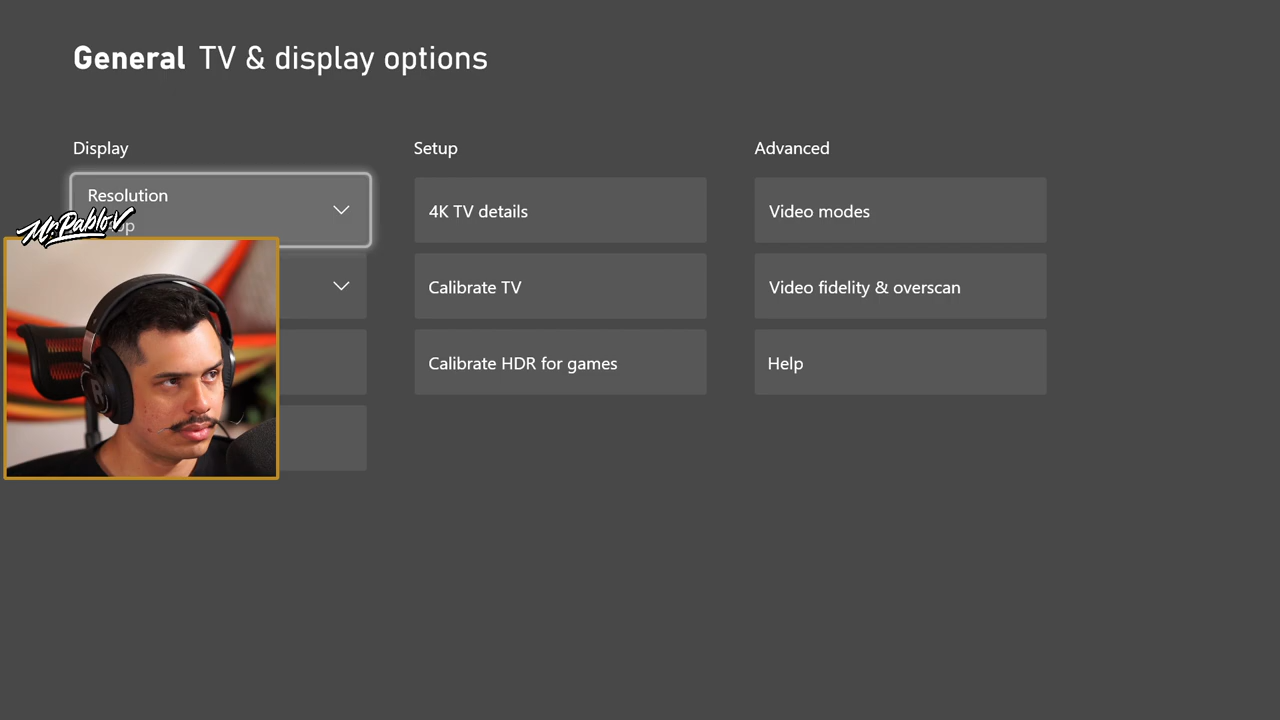 General TV & display options
Display
Setup
Advanced
Resolution
4K TV details
Video modes
Mr.PabloV
Calibrate TV
Video fidelity & overscan
Calibrate HDR for games
Help